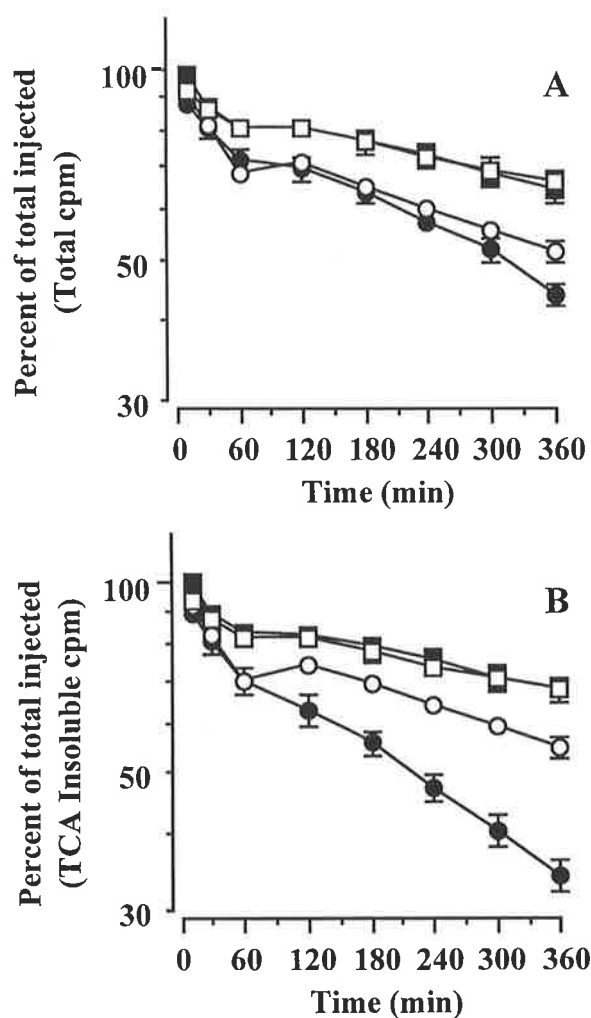 A
Percent of total injected
(Total cpm)
100
50
30
0 60 120 180 240 300 360
Time (min)
B
Percent of total injected
(TCA Insoluble cpm)
100
50
30
0 60 120 180 240 300 360
Time (min)